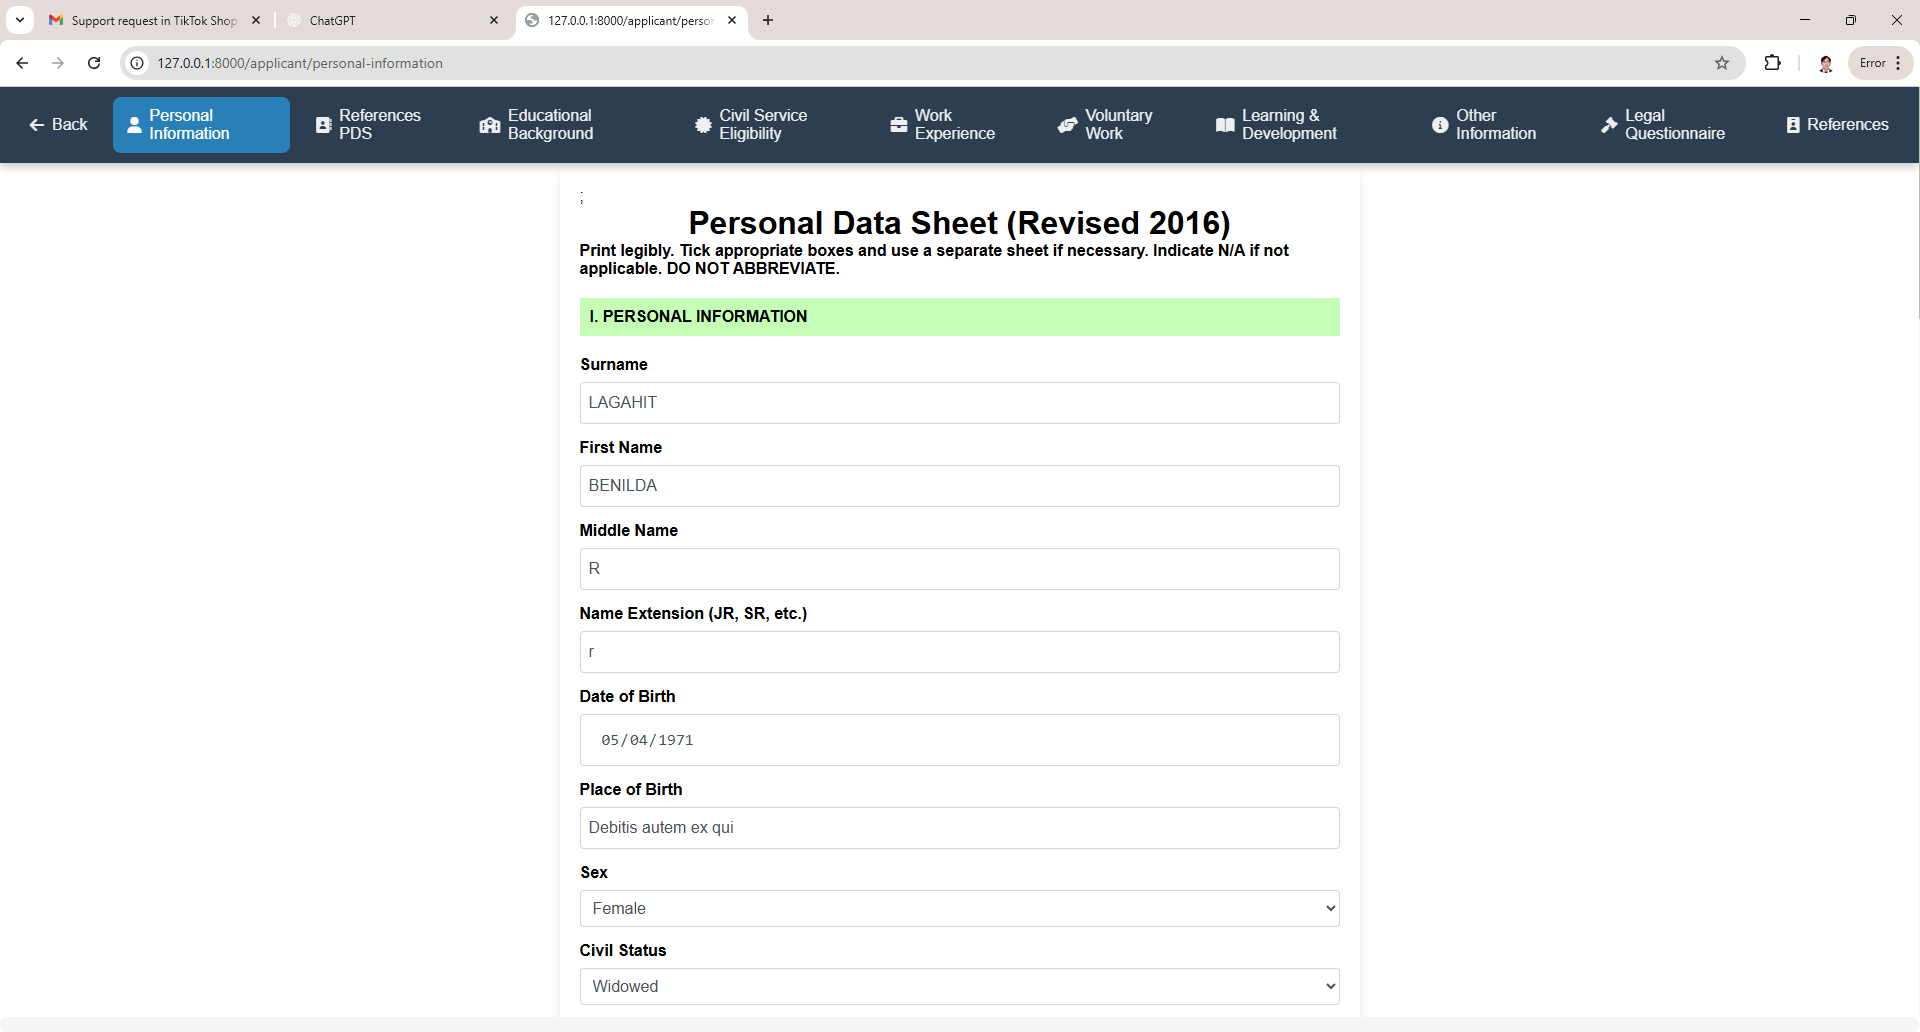 Support request in TikTok Shop
ChatGPT
127.0.0.1:8000/applicant/person
127.0.0.1:8000/applicant/personal-information
Error
Back
Personal
Information
References
PDS
Educational
Background
Civil Service
Eligibility
Work
Experience
Voluntary
Work
Learning &
Development
Other
Information
Legal
Questionnaire
References
;
Personal Data Sheet (Revised 2016)
Print legibly. Tick appropriate boxes and use a separate sheet if necessary. Indicate N/A if not
applicable. DO NOT ABBREVIATE.
I. PERSONAL INFORMATION
Surname
LAGAHIT
First Name
BENILDA
Middle Name
R
Name Extension (JR, SR, etc.)
r
Date of Birth
05/04/1971
Place of Birth
Debitis autem ex qui
Sex
Female
Civil Status
Widowed